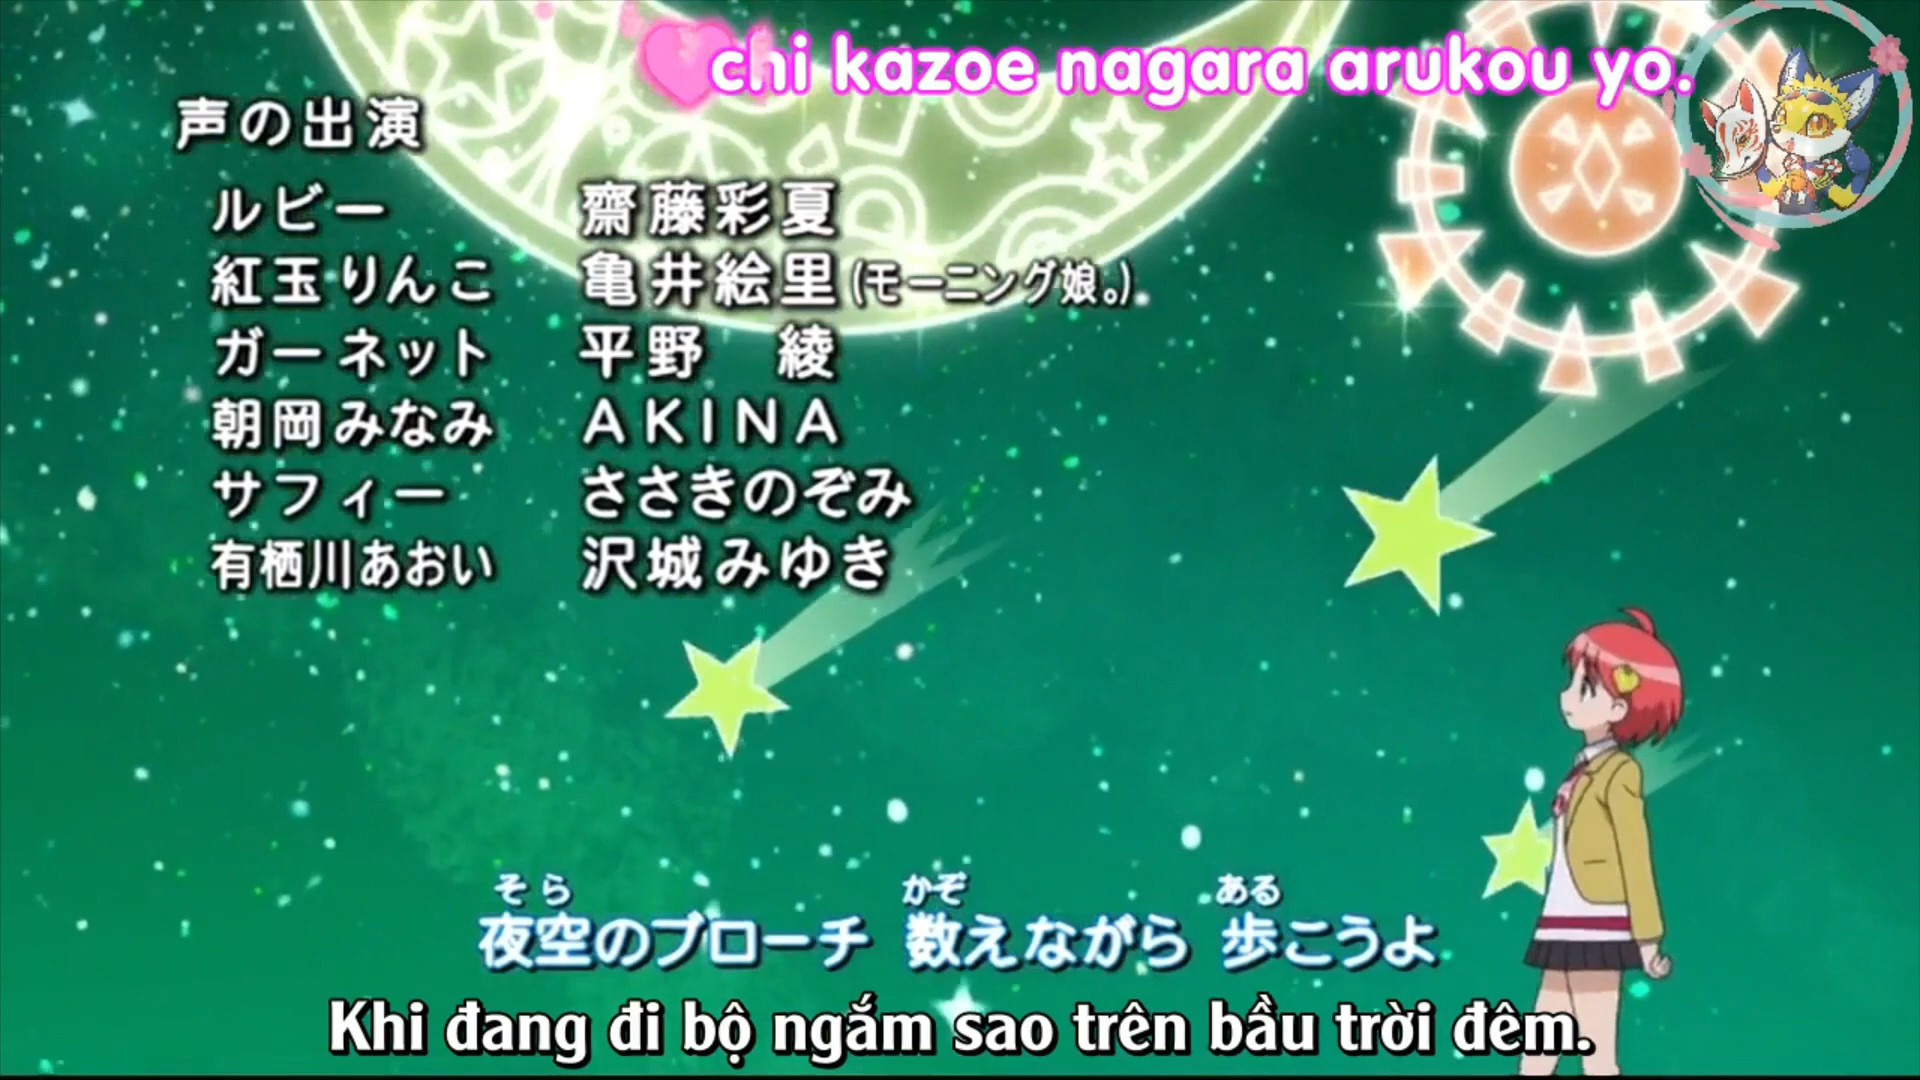 chi kazoe nagara arukou yo.
声の出演
ルビー 齋藤彩夏
紅玉りんこ 亀井絵里(モーニング娘。)
ガーネット 平野 綾
朝岡みなみ AKINA
サフィー ささきのぞみ
有栖川あおい 沢城みゆき
そら かぞ ある
夜空のブローチ 数えながら 歩こうよ
Khi đang đi bộ ngắm sao trên bầu trời đêm.